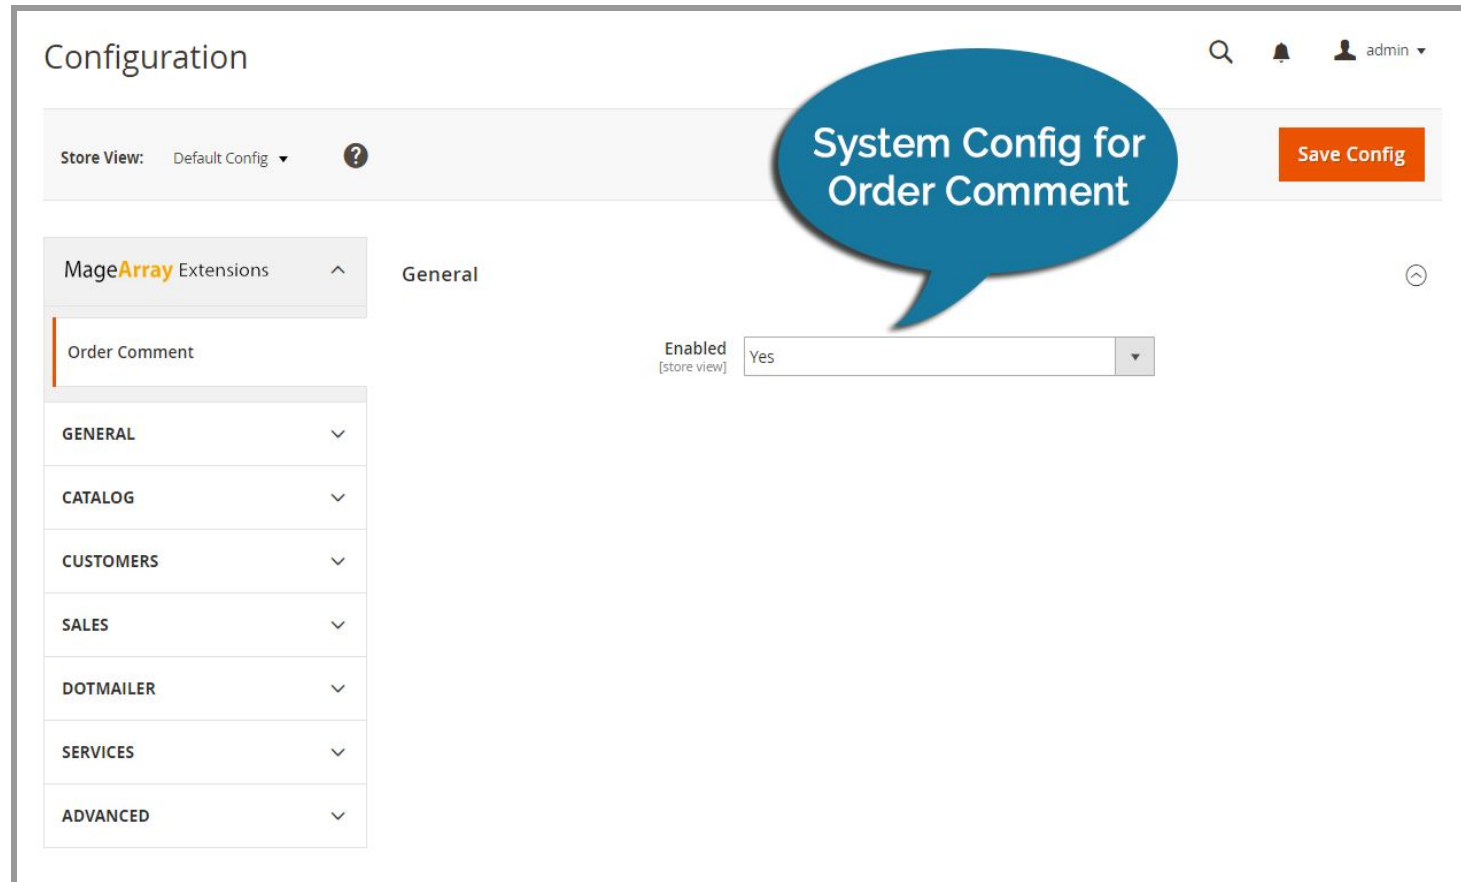 Configuration
admin
Store View: Default Config
?
System Config for
Order Comment
Save Config
MageArray Extensions
General
Order Comment
Enabled
[store view]
Yes
GENERAL
CATALOG
CUSTOMERS
SALES
DOTMAILER
SERVICES
ADVANCED